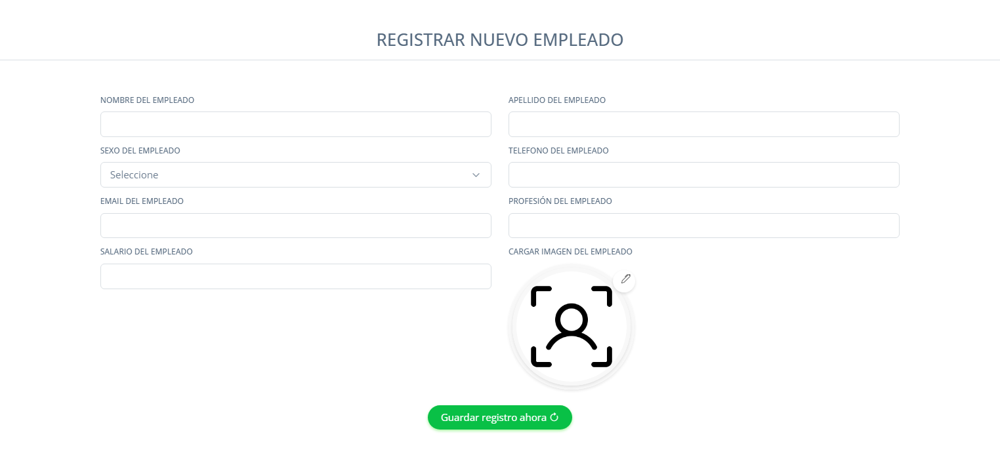 REGISTRAR NUEVO EMPLEADO
NOMBRE DEL EMPLEADO
APELLIDO DEL EMPLEADO
SEXO DEL EMPLEADO
TELEFONO DEL EMPLEADO
Seleccione
EMAIL DEL EMPLEADO
PROFESIÓN DEL EMPLEADO
SALARIO DEL EMPLEADO
CARGAR IMAGEN DEL EMPLEADO
Guardar registro ahora